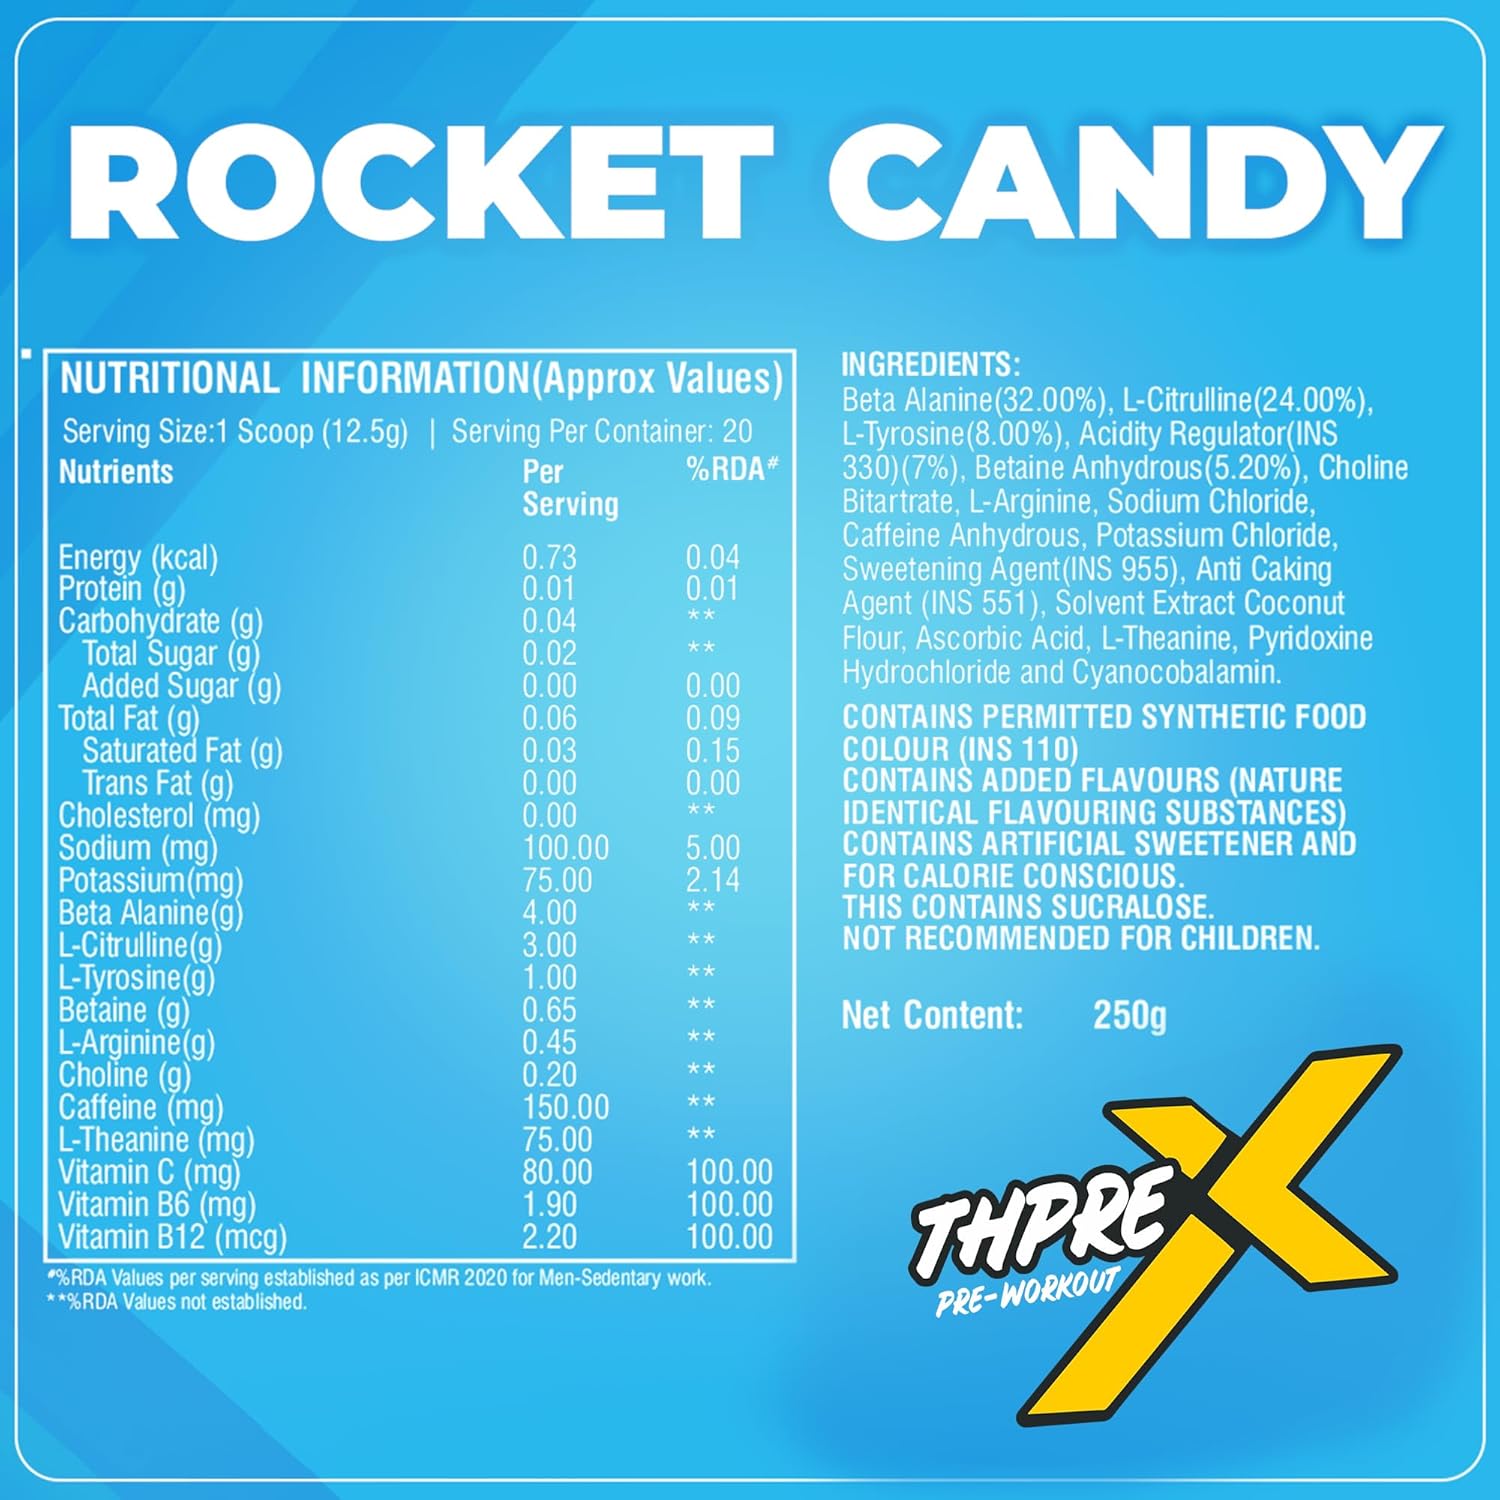 ROCKET CANDY
NUTRITIONAL INFORMATION(Approx Values)
Serving Size:1 Scoop (12.5g) | Serving Per Container: 20
Nutrients Per Serving %RDA#
Energy (kcal) 0.73 0.04
Protein (g) 0.01 0.01
Carbohydrate (g) 0.04 **
Total Sugar (g) 0.02 **
Added Sugar (g) 0.00 0.00
Total Fat (g) 0.06 0.09
Saturated Fat (g) 0.03 0.15
Trans Fat (g) 0.00 0.00
Cholesterol (mg) 0.00 **
Sodium (mg) 100.00 5.00
Potassium(mg) 75.00 2.14
Beta Alanine(g) 4.00 **
L-Citrulline(g) 3.00 **
L-Tyrosine(g) 1.00 **
Betaine (g) 0.65 **
L-Arginine(g) 0.45 **
Choline (g) 0.20 **
Caffeine (mg) 150.00 **
L-Theanine (mg) 75.00 **
Vitamin C (mg) 80.00 100.00
Vitamin B6 (mg) 1.90 100.00
Vitamin B12 (mcg) 2.20 100.00
#%RDA Values per serving established as per ICMR 2020 for Men-Sedentary work.
**%RDA Values not established.
INGREDIENTS:
Beta Alanine(32.00%), L-Citrulline(24.00%),
L-Tyrosine(8.00%), Acidity Regulator(INS
330)(7%), Betaine Anhydrous(5.20%), Choline
Bitartrate, L-Arginine, Sodium Chloride,
Caffeine Anhydrous, Potassium Chloride,
Sweetening Agent(INS 955), Anti Caking
Agent (INS 551), Solvent Extract Coconut
Flour, Ascorbic Acid, L-Theanine, Pyridoxine
Hydrochloride and Cyanocobalamin.
CONTAINS PERMITTED SYNTHETIC FOOD
COLOUR (INS 110)
CONTAINS ADDED FLAVOURS (NATURE
IDENTICAL FLAVOURING SUBSTANCES)
CONTAINS ARTIFICIAL SWEETENER AND
FOR CALORIE CONSCIOUS.
THIS CONTAINS SUCRALOSE.
NOT RECOMMENDED FOR CHILDREN.
Net Content: 250g
THPRE X
PRE-WORKOUT